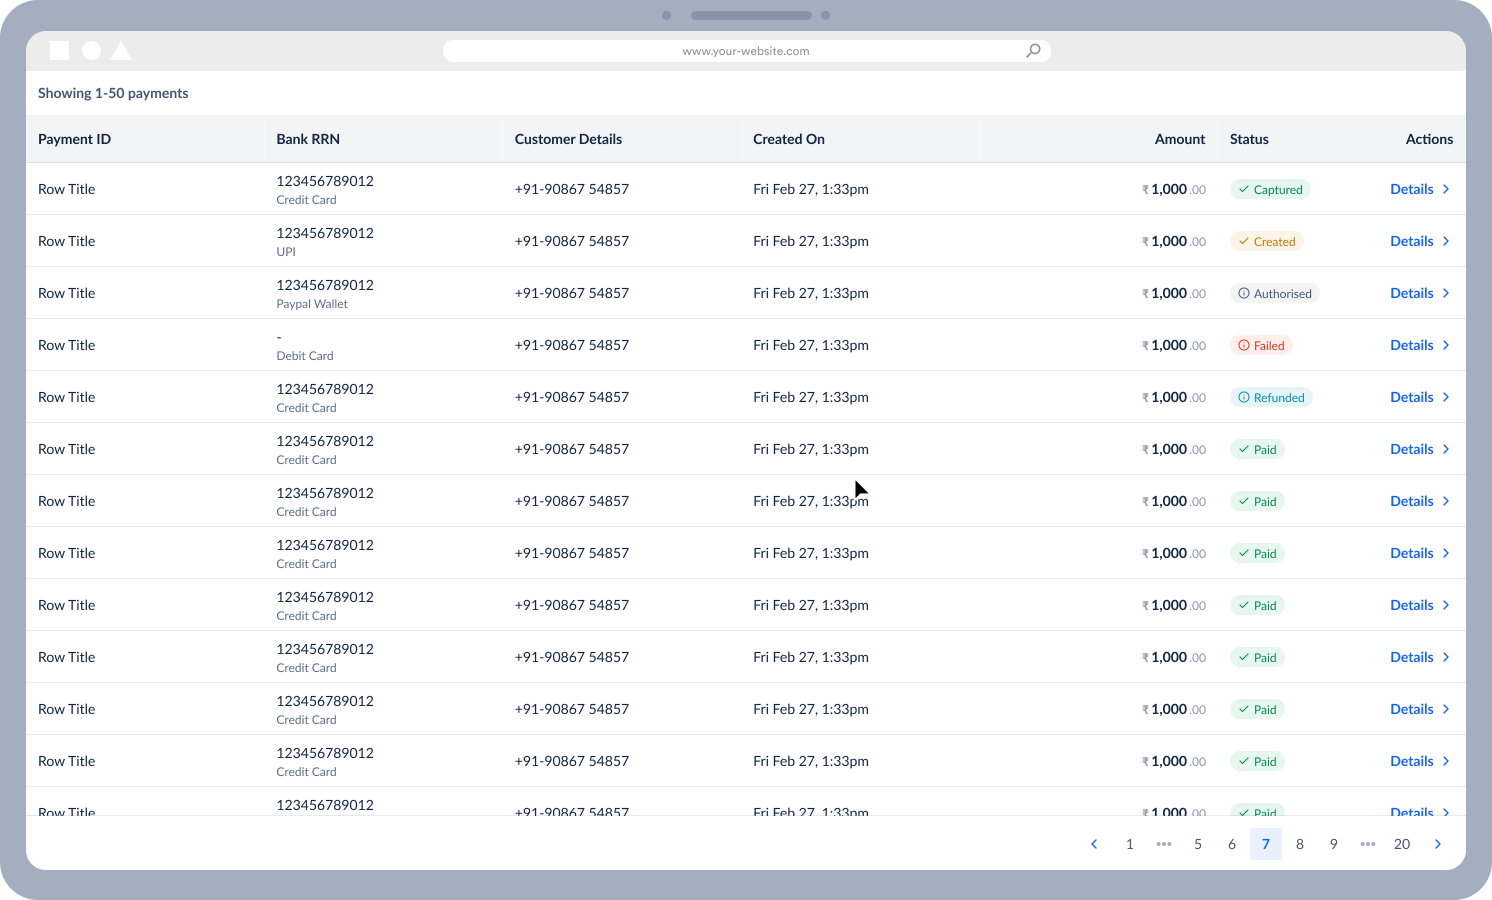 www.your-website.com
Showing 1-50 payments
Payment ID Bank RRN Customer Details Created On Amount Status Actions
Row Title 123456789012 +91-90867 54857 Fri Feb 27, 1:33pm ₹1,000.00 Captured Details
Credit Card
Row Title 123456789012 +91-90867 54857 Fri Feb 27, 1:33pm ₹1,000.00 Created Details
UPI
Row Title 123456789012 +91-90867 54857 Fri Feb 27, 1:33pm ₹1,000.00 Authorised Details
Paypal Wallet
Row Title - +91-90867 54857 Fri Feb 27, 1:33pm ₹1,000.00 Failed Details
Debit Card
Row Title 123456789012 +91-90867 54857 Fri Feb 27, 1:33pm ₹1,000.00 Refunded Details
Credit Card
Row Title 123456789012 +91-90867 54857 Fri Feb 27, 1:33pm ₹1,000.00 Paid Details
Credit Card
Row Title 123456789012 +91-90867 54857 Fri Feb 27, 1:33pm ₹1,000.00 Paid Details
Credit Card
Row Title 123456789012 +91-90867 54857 Fri Feb 27, 1:33pm ₹1,000.00 Paid Details
Credit Card
Row Title 123456789012 +91-90867 54857 Fri Feb 27, 1:33pm ₹1,000.00 Paid Details
Credit Card
Row Title 123456789012 +91-90867 54857 Fri Feb 27, 1:33pm ₹1,000.00 Paid Details
Credit Card
Row Title 123456789012 +91-90867 54857 Fri Feb 27, 1:33pm ₹1,000.00 Paid Details
Credit Card
Row Title 123456789012 +91-90867 54857 Fri Feb 27, 1:33pm ₹1,000.00 Paid Details
Credit Card
Row Title 123456789012 +91-90867 54857 Fri Feb 27, 1:33pm ₹1,000.00 Paid Details
1 ••• 5 6 7 8 9 ••• 20